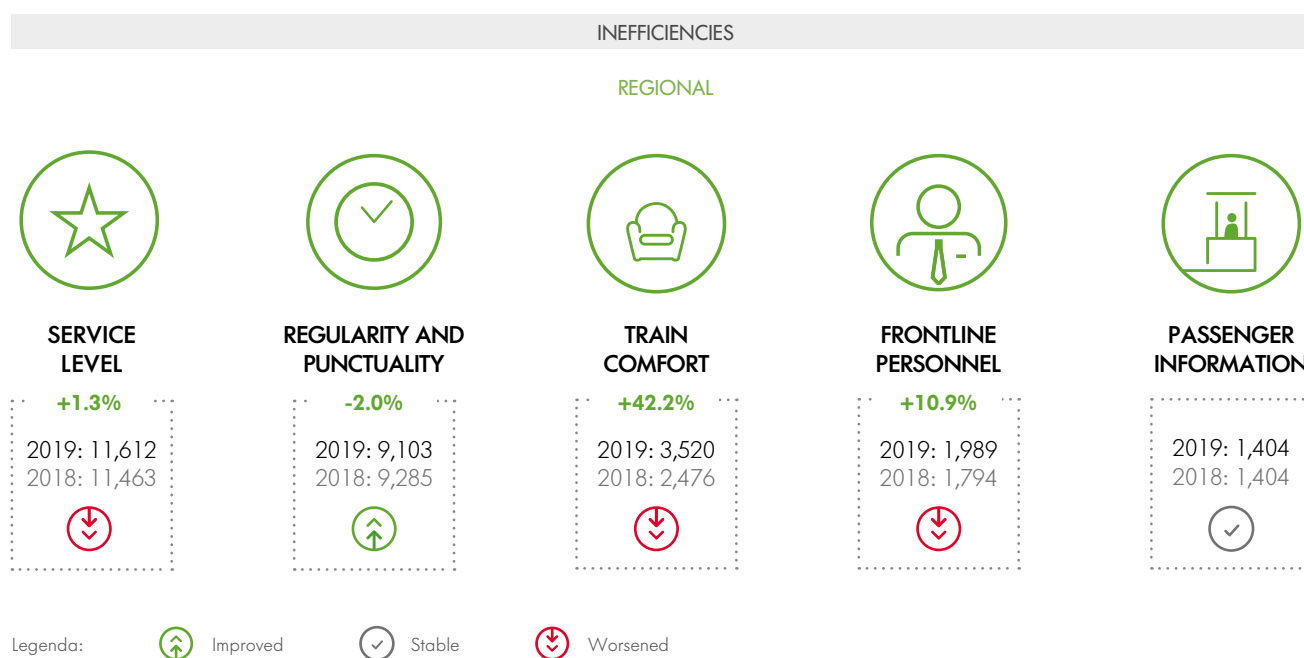 INEFFICIENCIES
REGIONAL
SERVICE
LEVEL
+1.3%
2019: 11,612
2018: 11,463
REGULARITY AND
PUNCTUALITY
-2.0%
2019: 9,103
2018: 9,285
TRAIN
COMFORT
+42.2%
2019: 3,520
2018: 2,476
FRONTLINE
PERSONNEL
+10.9%
2019: 1,989
2018: 1,794
PASSENGER
INFORMATION
2019: 1,404
2018: 1,404
Legenda: Improved Stable Worsened